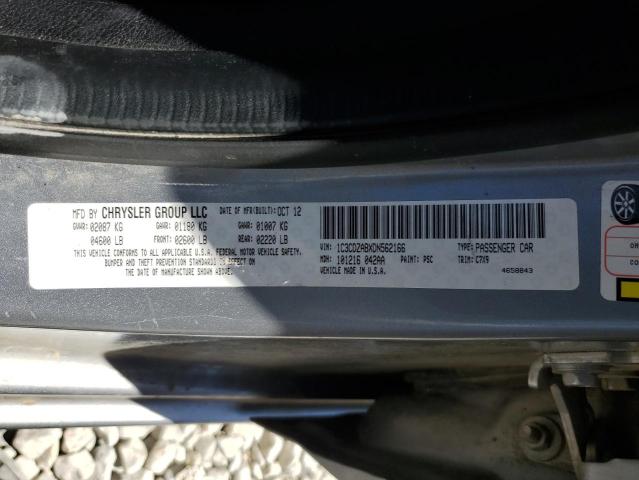 MFD BY CHRYSLER GROUP LLC DATE OF MFR(BUILT): OCT 12
GVWR: 02087 KG GAWR: 01180 KG GAWR: 01007 KG
04600 LB FRONT: 02600 LB REAR: 02220 LB
THIS VEHICLE CONFORMS TO ALL APPLICABLE U.S.A. FEDERAL MOTOR VEHICLE SAFETY,
BUMPER AND THEFT PREVENTION STANDARDS IN EFFECT ON
THE DATE OF MANUFACTURE SHOWN ABOVE.
VIN: 1C3CDZABXDN562166 TYPE: PASSENGER CAR
MDH: 101216 042AA PAINT: PSC TRIM: C7X9
VEHICLE MADE IN U.S.A. 4658843